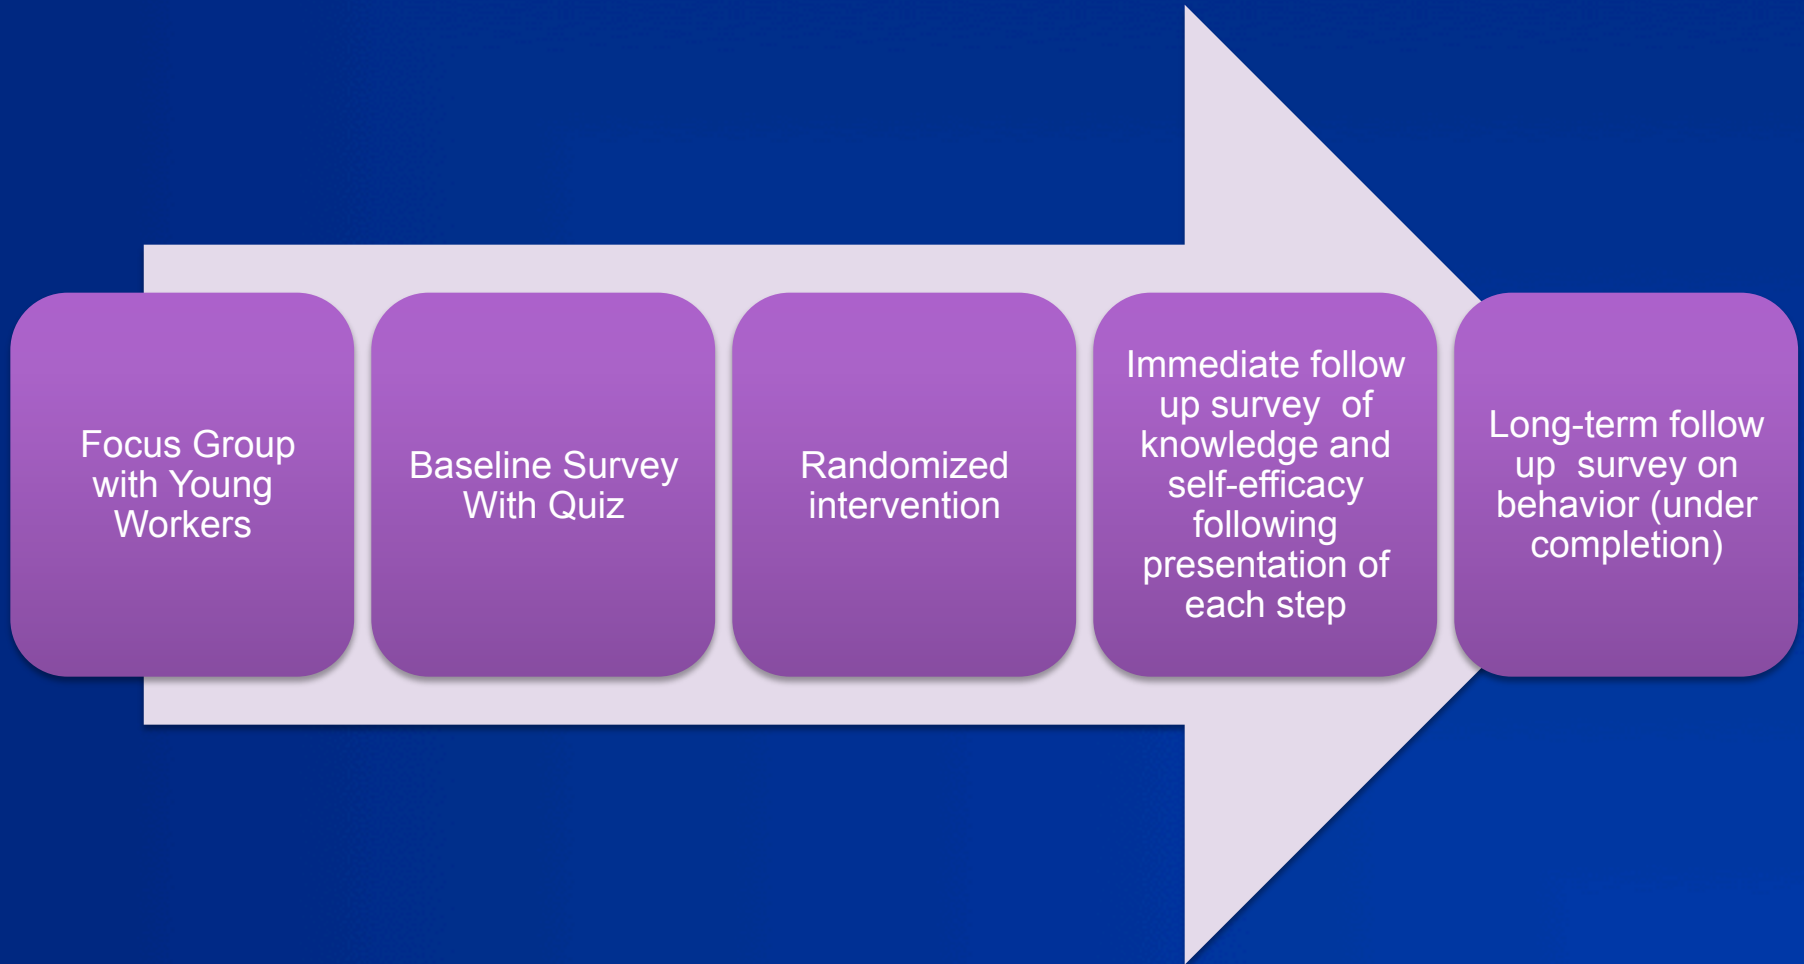 Focus Group
with Young
Workers
Baseline Survey
With Quiz
Randomized
intervention
Immediate follow
up survey  of
knowledge and
self-efficacy
following
presentation of
each step
Long-term follow
up  survey on
behavior (under
completion)